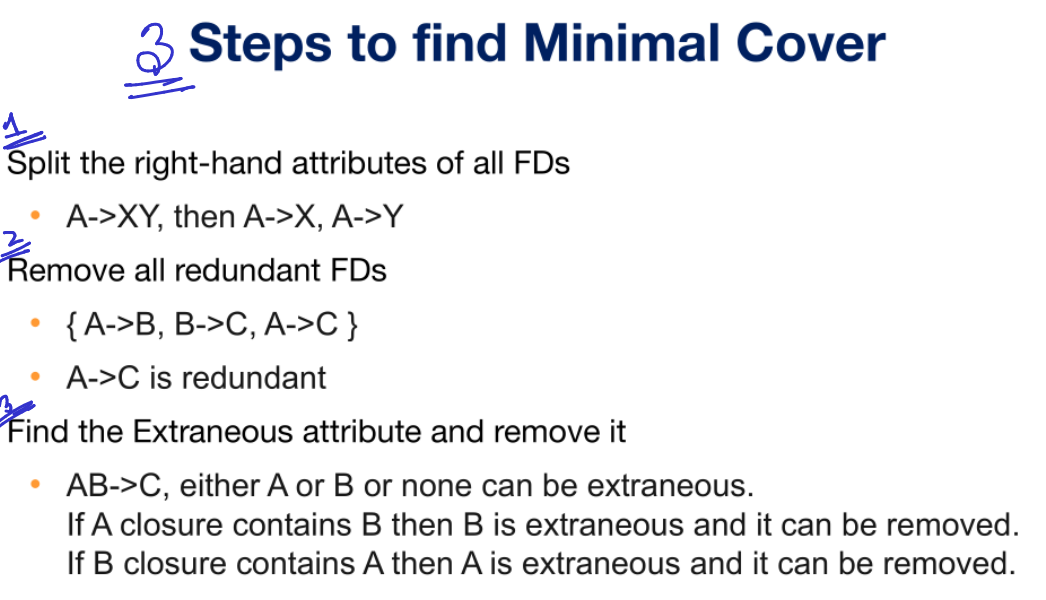 3 Steps to find Minimal Cover
1
Split the right-hand attributes of all FDs
• A->XY, then A->X, A->Y
2
Remove all redundant FDs
• { A->B, B->C, A->C }
• A->C is redundant
3
Find the Extraneous attribute and remove it
• AB->C, either A or B or none can be extraneous.
If A closure contains B then B is extraneous and it can be removed.
If B closure contains A then A is extraneous and it can be removed.